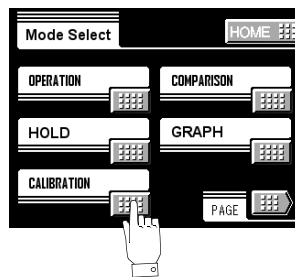 Mode Select
HOME
OPERATION
COMPARISON
HOLD
GRAPH
CALIBRATION
PAGE